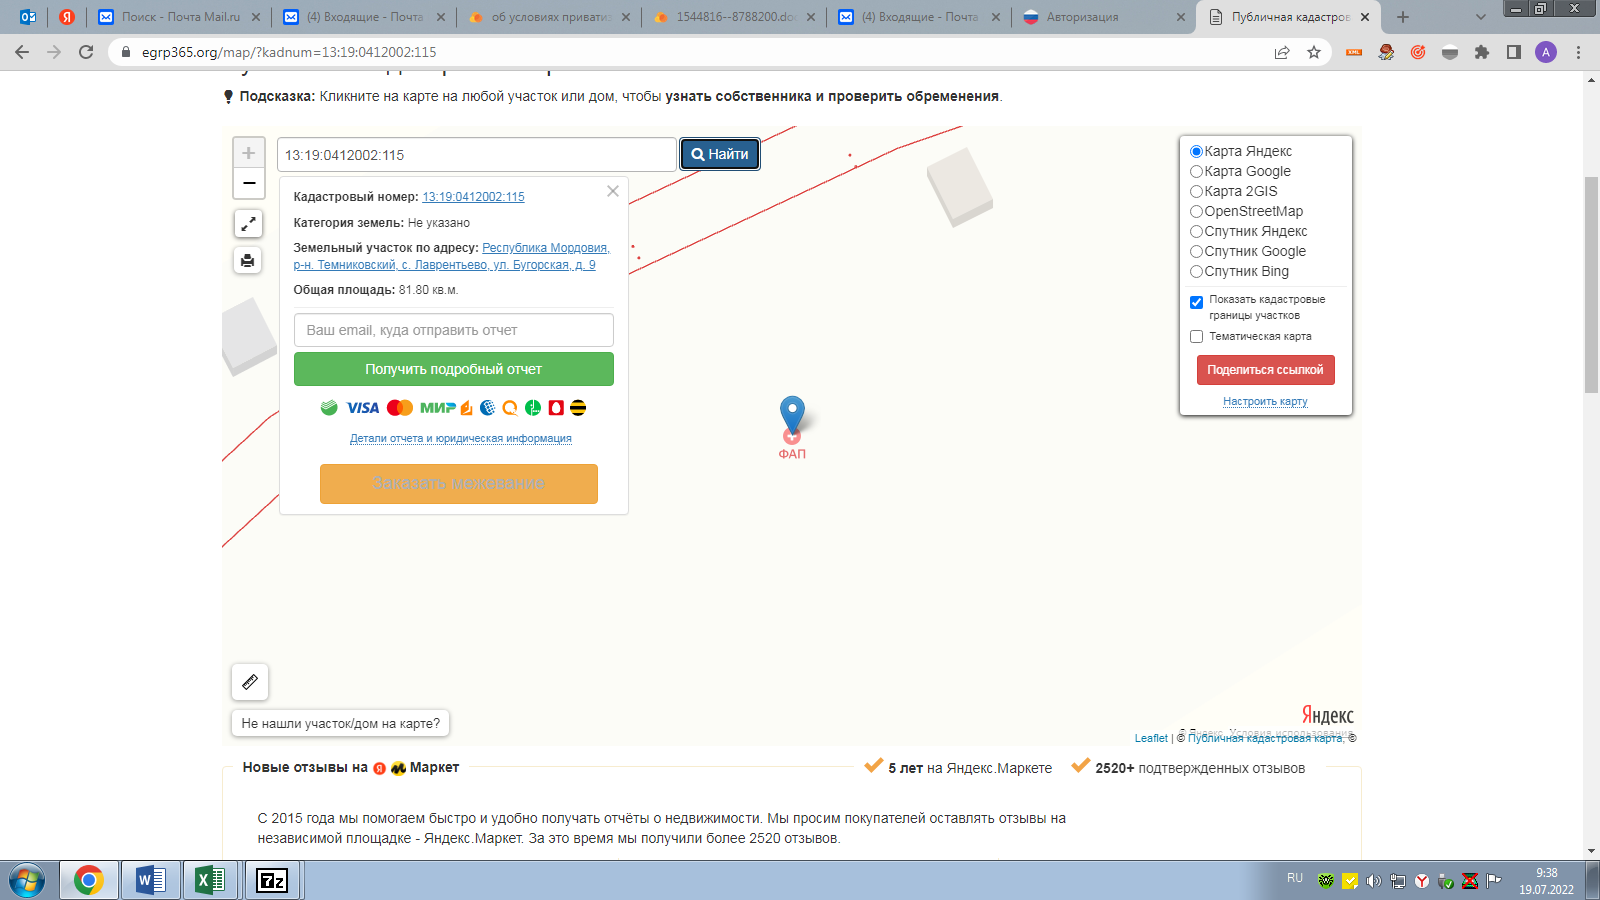 Поиск - Почта Mail.ru
(4) Входящие - Почта
об условиях приватиз
1544816--8788200.do
(4) Входящие - Почта
Авторизация
Публичная кадастров
egrp365.org/map/?kadnum=13:19:0412002:115
Подсказка: Кликните на карте на любой участок или дом, чтобы узнать собственника и проверить обременения.
13:19:0412002:115
Найти
Кадастровый номер: 13:19:0412002:115
Категория земель: Не указано
Земельный участок по адресу: Республика Мордовия,
р-н. Темниковский, с. Лаврентьево, ул. Бугорская, д. 9
Общая площадь: 81.80 кв.м.
Ваш email, куда отправить отчет
Получить подробный отчет
VISA
МИР
Детали отчета и юридическая информация
Заказать межевание
ФАП
Карта Яндекс
Карта Google
Карта 2GIS
OpenStreetMap
Спутник Яндекс
Спутник Google
Спутник Bing
Показать кадастровые
границы участков
Тематическая карта
Поделиться ссылкой
Настроить карту
Не нашли участок/дом на карте?
Яндекс
© Яндекс Условия использования
Leaflet | © Публичная кадастровая карта, ©
Новые отзывы на Я Маркет
5 лет на Яндекс.Маркете
2520+ подтвержденных отзывов
С 2015 года мы помогаем быстро и удобно получать отчёты о недвижимости. Мы просим покупателей оставлять отзывы на
независимой площадке - Яндекс.Маркет. За это время мы получили более 2520 отзывов.
7z
RU
9:38
19.07.2022